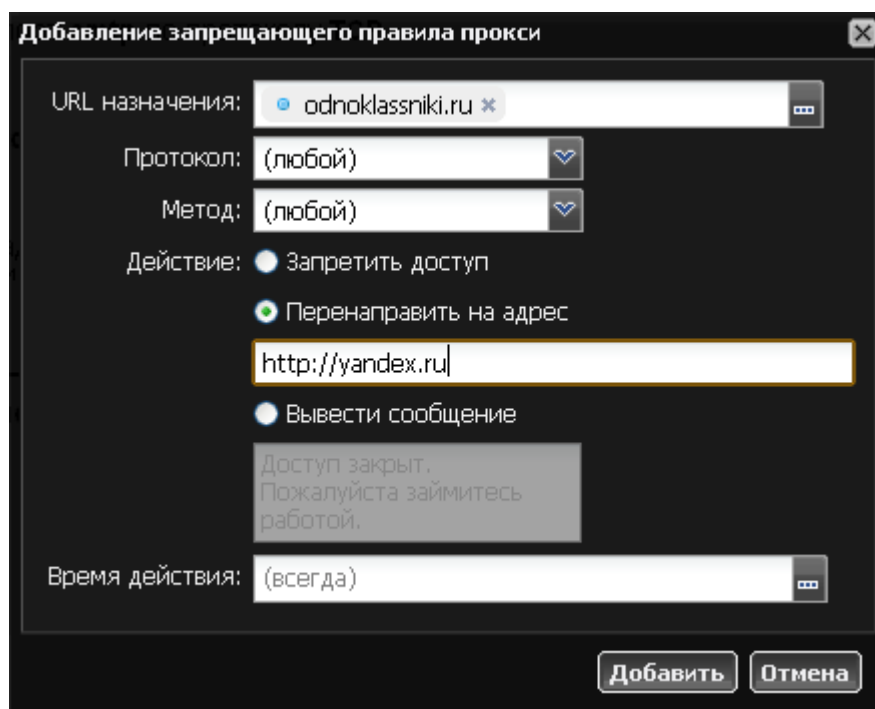 Добавление запрещающего правила прокси
URL назначения: odnoklassniki.ru
Протокол: (любой)
Метод: (любой)
Действие: Запретить доступ
Перенаправить на адрес
http://yandex.ru
Вывести сообщение
Доступ закрыт.
Пожалуйста займитесь
работой.
Время действия: (всегда)
Добавить Отмена